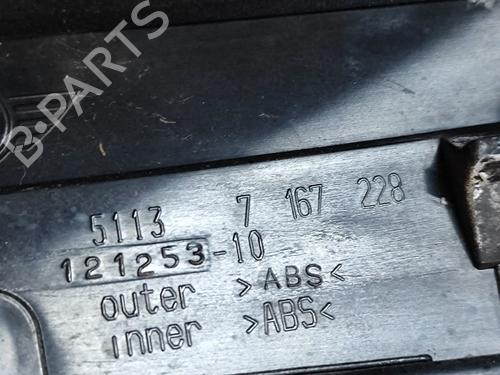 B-PARTS
5113 7 167 228
121253-10
outer >ABS<
inner >ABS<